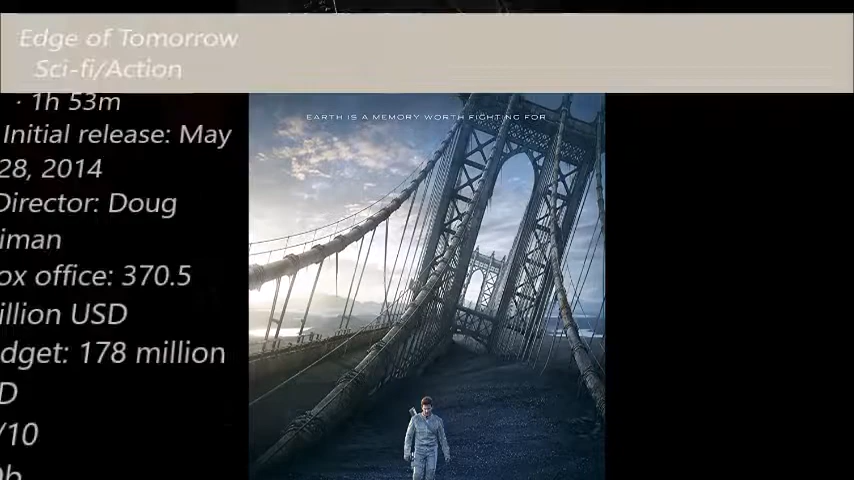 Edge of Tomorrow
Sci-fi/Action
· 1h 53m
Initial release: May
28, 2014
Director: Doug
iman
ox office: 370.5
illion USD
dget: 178 million
D
/10
EARTH IS A MEMORY WORTH FIGHTING FOR